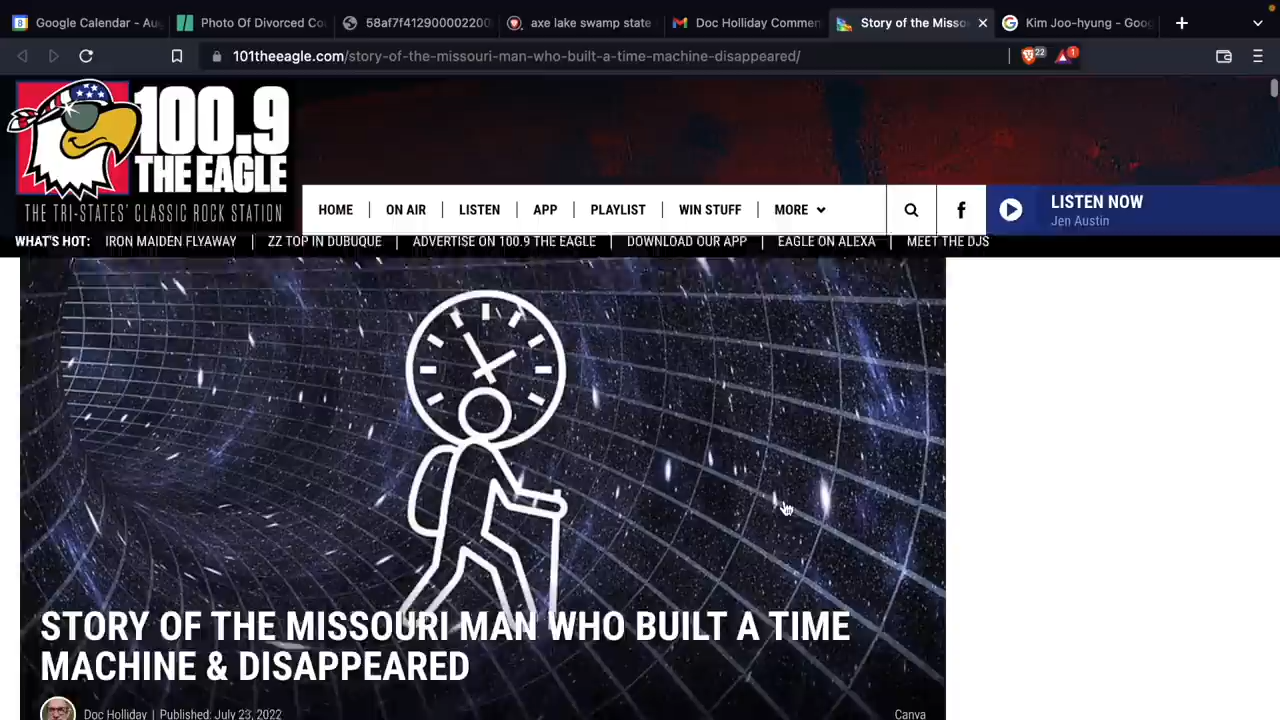 Google Calendar - Au
Photo Of Divorced Co
58af7f41290000220
axe lake swamp state
Doc Holliday Commen
Story of the Misso
Kim Joo-hyung - Goog
101theeagle.com/story-of-the-missouri-man-who-built-a-time-machine-disappeared/
22
1
100.9
THE EAGLE
THE TRI-STATES' CLASSIC ROCK STATION
HOME
ON AIR
LISTEN
APP
PLAYLIST
WIN STUFF
MORE
LISTEN NOW
Jen Austin
WHAT'S HOT:
IRON MAIDEN FLYAWAY
ZZ TOP IN DUBUQUE
ADVERTISE ON 100.9 THE EAGLE
DOWNLOAD OUR APP
EAGLE ON ALEXA
MEET THE DJS
STORY OF THE MISSOURI MAN WHO BUILT A TIME
MACHINE & DISAPPEARED
Doc Holliday | Published: July 23, 2022
Canva